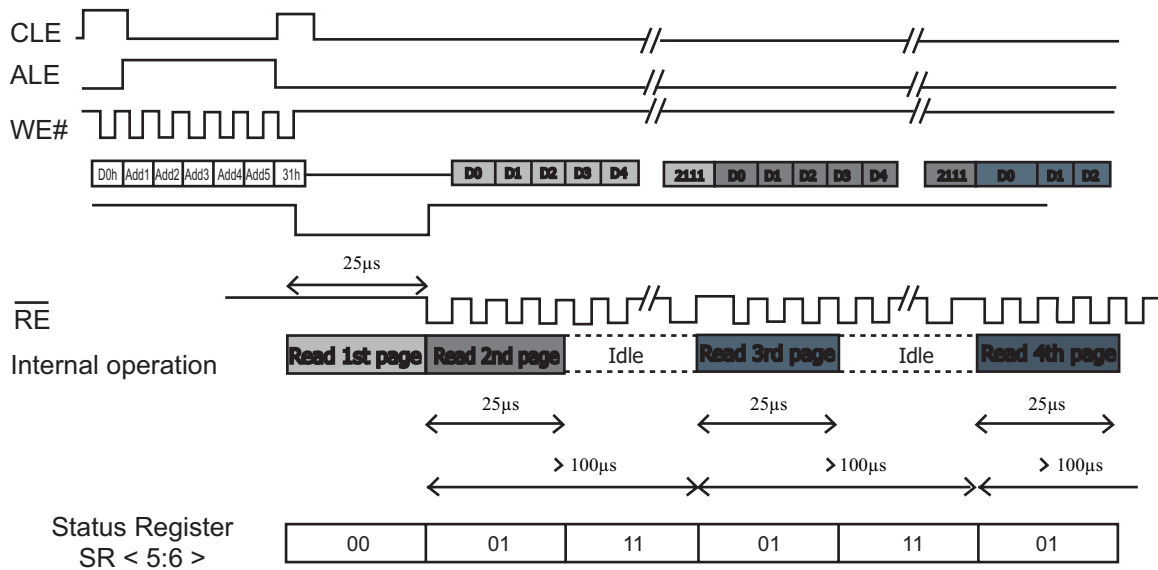 CLE
ALE
WE#
D0h Add1 Add2 Add3 Add4 Add5 31h D0 D1 D2 D3 D4 2111 D0 D1 D2 D3 D4 2111 D0 D1 D2
25µs
RE
Internal operation Read 1st page Read 2nd page Idle Read 3rd page Idle Read 4th page
25µs 25µs 25µs
> 100µs > 100µs > 100µs
Status Register
SR < 5:6 >
00 01 11 01 11 01